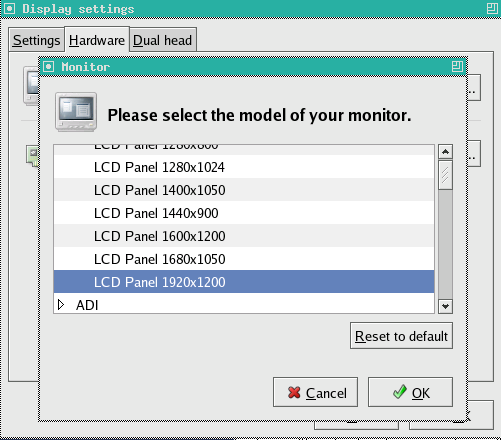 Display settings
Settings
Hardware
Dual head
Monitor
Please select the model of your monitor.
LCD Panel 1280x800
LCD Panel 1280x1024
LCD Panel 1400x1050
LCD Panel 1440x900
LCD Panel 1600x1200
LCD Panel 1680x1050
LCD Panel 1920x1200
ADI
Reset to default
Cancel
OK